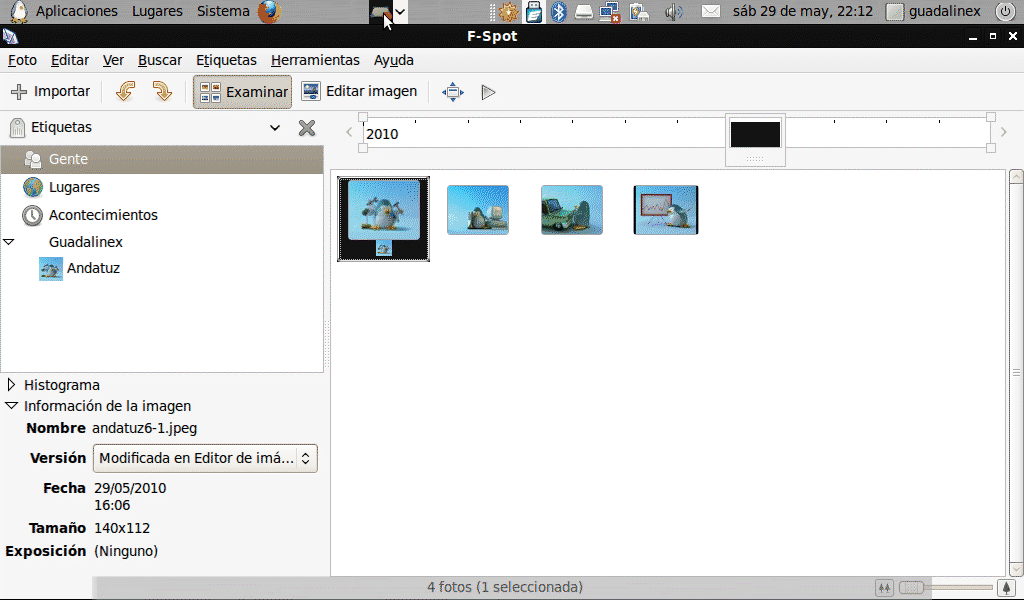 Aplicaciones Lugares Sistema sáb 29 de may, 22:12 guadalinex
F-Spot
Foto Editar Ver Buscar Etiquetas Herramientas Ayuda
Importar Examinar Editar imagen
Etiquetas
2010
Gente
Lugares
Acontecimientos
Guadalinex
Andatuz
Histograma
Información de la imagen
Nombre andatuz6-1.jpeg
Versión Modificada en Editor de imá...
Fecha 29/05/2010
16:06
Tamaño 140x112
Exposición (Ninguno)
4 fotos (1 seleccionada)